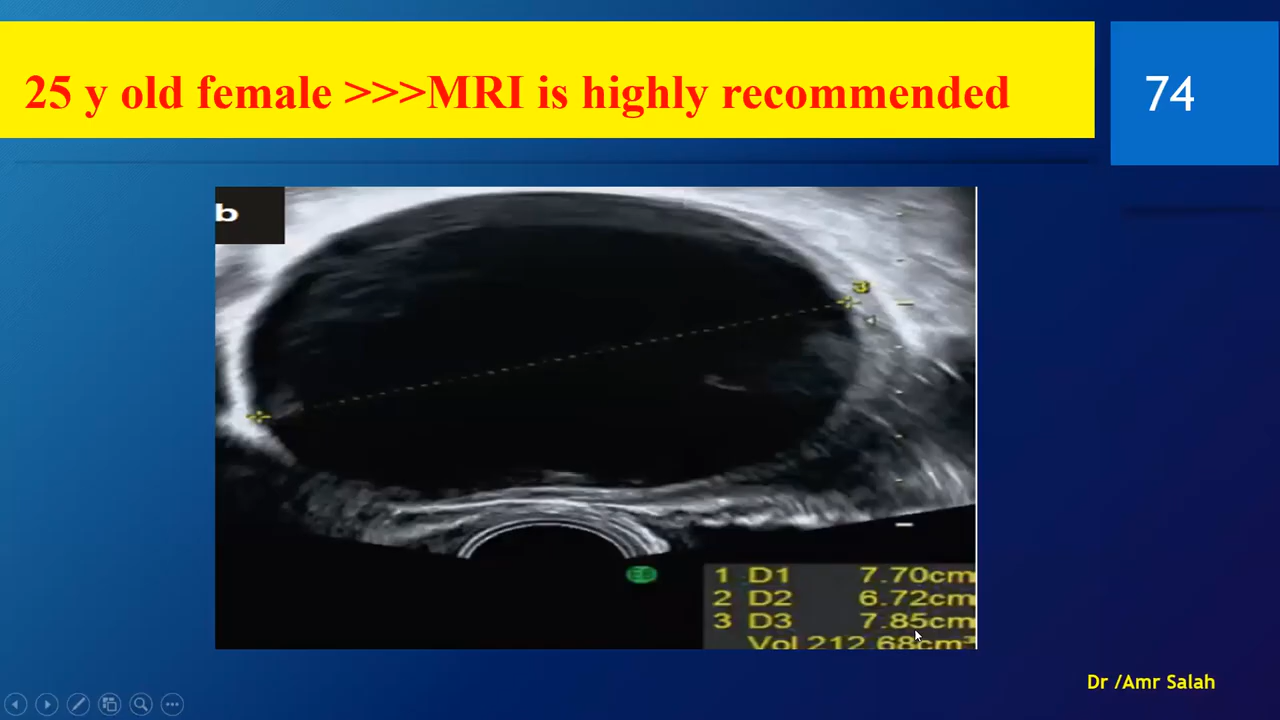 25 y old female >>>MRI is highly recommended
74
b
3
1 D1 7.70cm
2 D2 6.72cm
3 D3 7.85cm
Vol 212.68cm³
Dr /Amr Salah